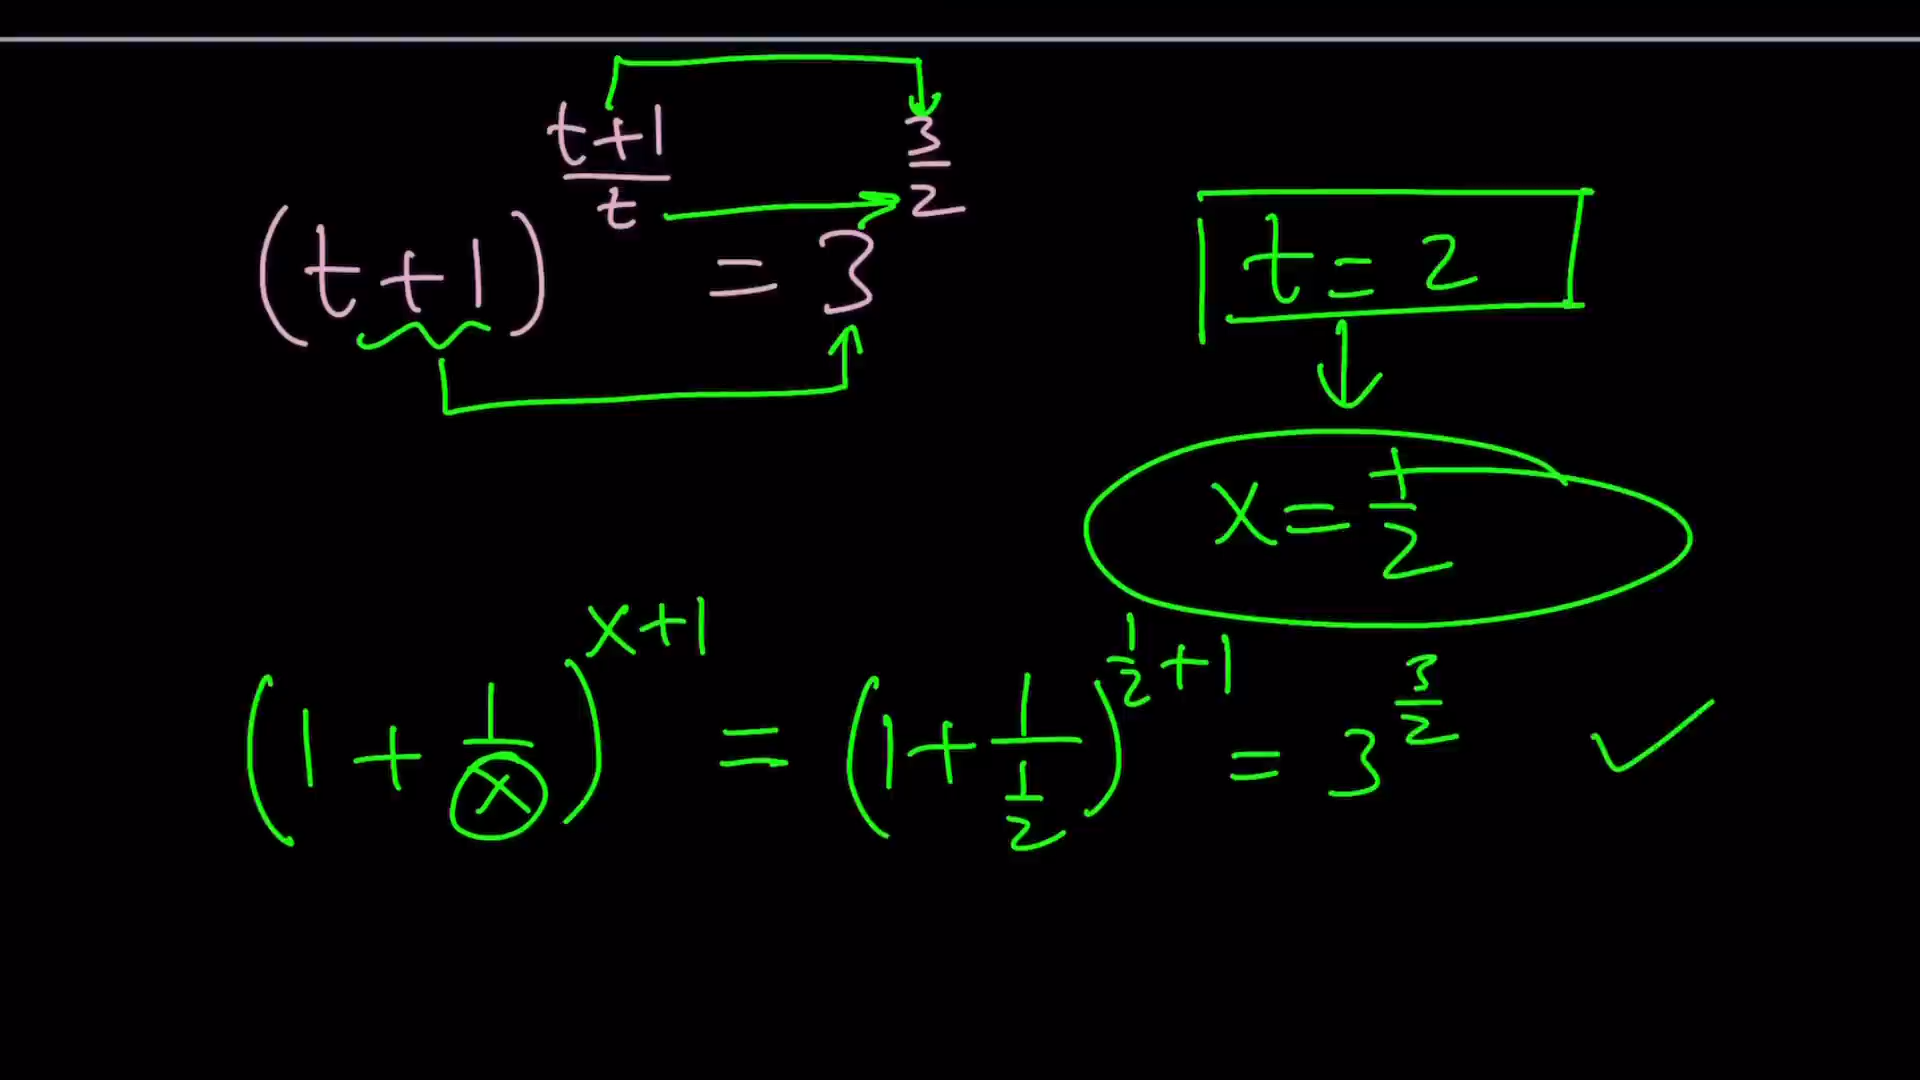 (t+1)^((t+1)/t) = 3^(3/2)
t = 2
x = 1/2
(1 + 1/x)^(x+1) = (1 + 1/(1/2))^(1/2+1) = 3^(3/2) ✓